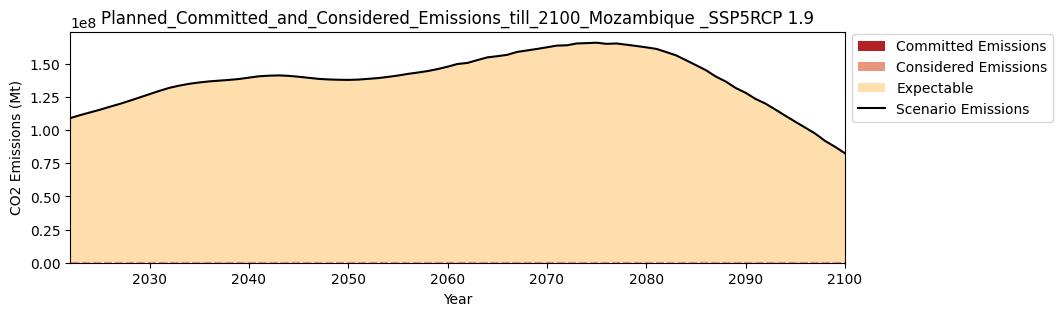 Planned_Committed_and_Considered_Emissions_till_2100_Mozambique _SSP5RCP 1.9
1e8
1.50
1.25
1.00
0.75
0.50
0.25
0.00
CO2 Emissions (Mt)
2030 2040 2050 2060 2070 2080 2090 2100
Year
Committed Emissions
Considered Emissions
Expectable
Scenario Emissions